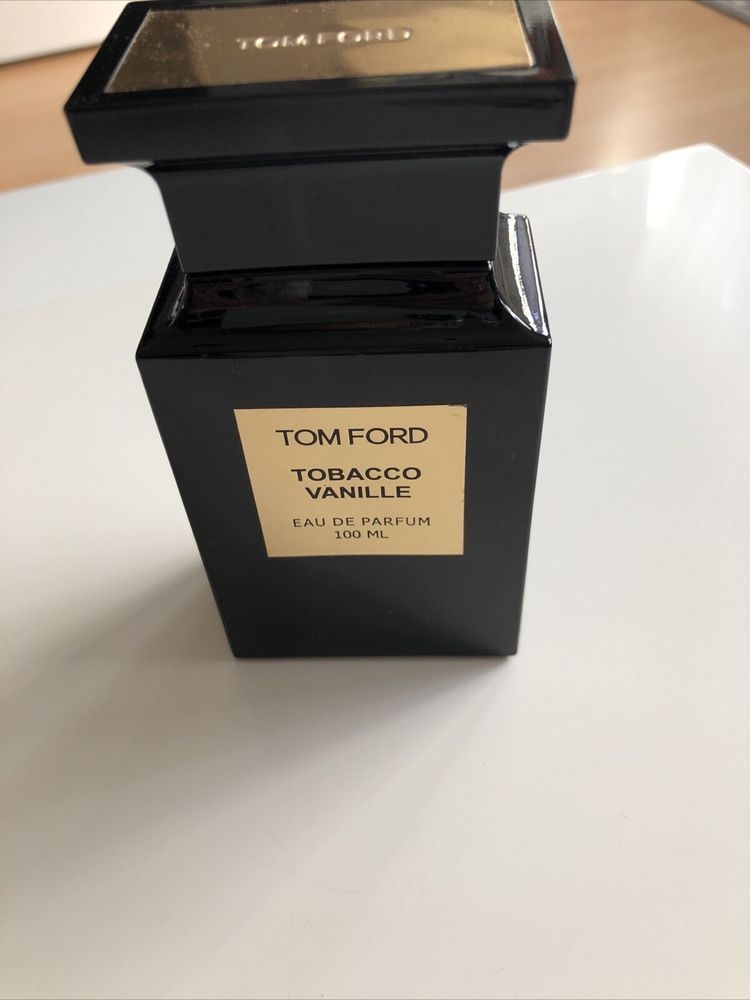 TOM FORD
TOM FORD
TOBACCO
VANILLE
EAU DE PARFUM
100 ML